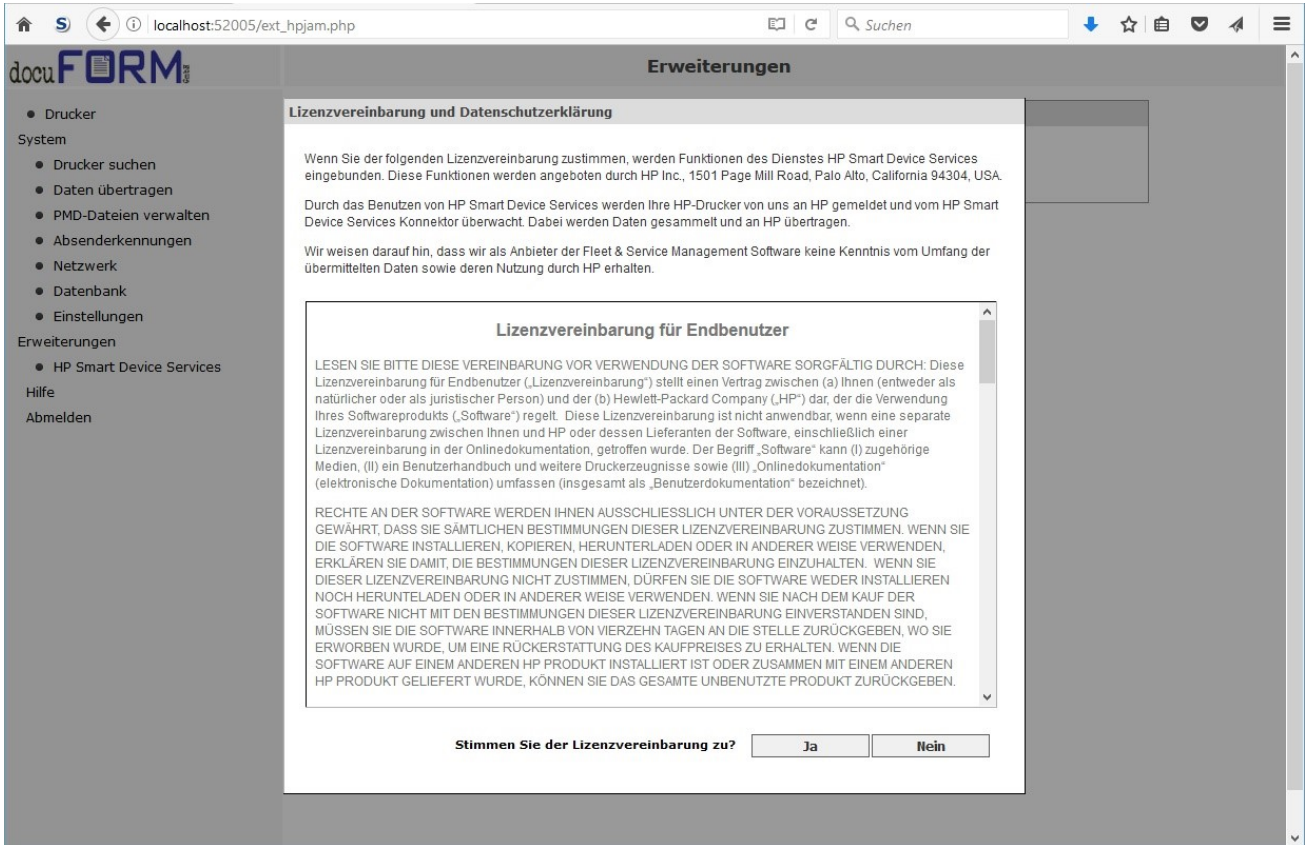 localhost:52005/ext_hpjam.php
Suchen
docuFORM GmbH
Erweiterungen
Drucker
System
Drucker suchen
Daten übertragen
PMD-Dateien verwalten
Absenderkennungen
Netzwerk
Datenbank
Einstellungen
Erweiterungen
HP Smart Device Services
Hilfe
Abmelden
Lizenzvereinbarung und Datenschutzerklärung
Wenn Sie der folgenden Lizenzvereinbarung zustimmen, werden Funktionen des Dienstes HP Smart Device Services
eingebunden. Diese Funktionen werden angeboten durch HP Inc., 1501 Page Mill Road, Palo Alto, California 94304, USA.
Durch das Benutzen von HP Smart Device Services werden Ihre HP-Drucker von uns an HP gemeldet und vom HP Smart
Device Services Konnektor überwacht. Dabei werden Daten gesammelt und an HP übertragen.
Wir weisen darauf hin, dass wir als Anbieter der Fleet & Service Management Software keine Kenntnis vom Umfang der
übermittelten Daten sowie deren Nutzung durch HP erhalten.
Lizenzvereinbarung für Endbenutzer
LESEN SIE BITTE DIESE VEREINBARUNG VOR VERWENDUNG DER SOFTWARE SORGFÄLTIG DURCH: Diese
Lizenzvereinbarung für Endbenutzer („Lizenzvereinbarung“) stellt einen Vertrag zwischen (a) Ihnen (entweder als
natürlicher oder als juristischer Person) und der (b) Hewlett-Packard Company („HP“) dar, der die Verwendung
Ihres Softwareprodukts („Software“) regelt. Diese Lizenzvereinbarung ist nicht anwendbar, wenn eine separate
Lizenzvereinbarung zwischen Ihnen und HP oder dessen Lieferanten der Software, einschließlich einer
Lizenzvereinbarung in der Onlinedokumentation, getroffen wurde. Der Begriff „Software“ kann (I) zugehörige
Medien, (II) ein Benutzerhandbuch und weitere Druckerzeugnisse sowie (III) „Onlinedokumentation“
(elektronische Dokumentation) umfassen (insgesamt als „Benutzerdokumentation“ bezeichnet).
RECHTE AN DER SOFTWARE WERDEN IHNEN AUSSCHLIESSLICH UNTER DER VORAUSSETZUNG
GEWÄHRT, DASS SIE SÄMTLICHEN BESTIMMUNGEN DIESER LIZENZVEREINBARUNG ZUSTIMMEN. WENN SIE
DIE SOFTWARE INSTALLIEREN, KOPIEREN, HERUNTERLADEN ODER IN ANDERER WEISE VERWENDEN,
ERKLÄREN SIE DAMIT, DIE BESTIMMUNGEN DIESER LIZENZVEREINBARUNG EINZUHALTEN. WENN SIE
DIESER LIZENZVEREINBARUNG NICHT ZUSTIMMEN, DÜRFEN SIE DIE SOFTWARE WEDER INSTALLIEREN
NOCH HERUNTELADEN ODER IN ANDERER WEISE VERWENDEN. WENN SIE NACH DEM KAUF DER
SOFTWARE NICHT MIT DEN BESTIMMUNGEN DIESER LIZENZVEREINBARUNG EINVERSTANDEN SIND,
MÜSSEN SIE DIE SOFTWARE INNERHALB VON VIERZEHN TAGEN AN DIE STELLE ZURÜCKGEBEN, WO SIE
ERWORBEN WURDE, UM EINE RÜCKERSTATTUNG DES KAUFPREISES ZU ERHALTEN. WENN DIE
SOFTWARE AUF EINEM ANDEREN HP PRODUKT INSTALLIERT IST ODER ZUSAMMEN MIT EINEM ANDEREN
HP PRODUKT GELIEFERT WURDE, KÖNNEN SIE DAS GESAMTE UNBENUTZTE PRODUKT ZURÜCKGEBEN.
Stimmen Sie der Lizenzvereinbarung zu?
Ja
Nein